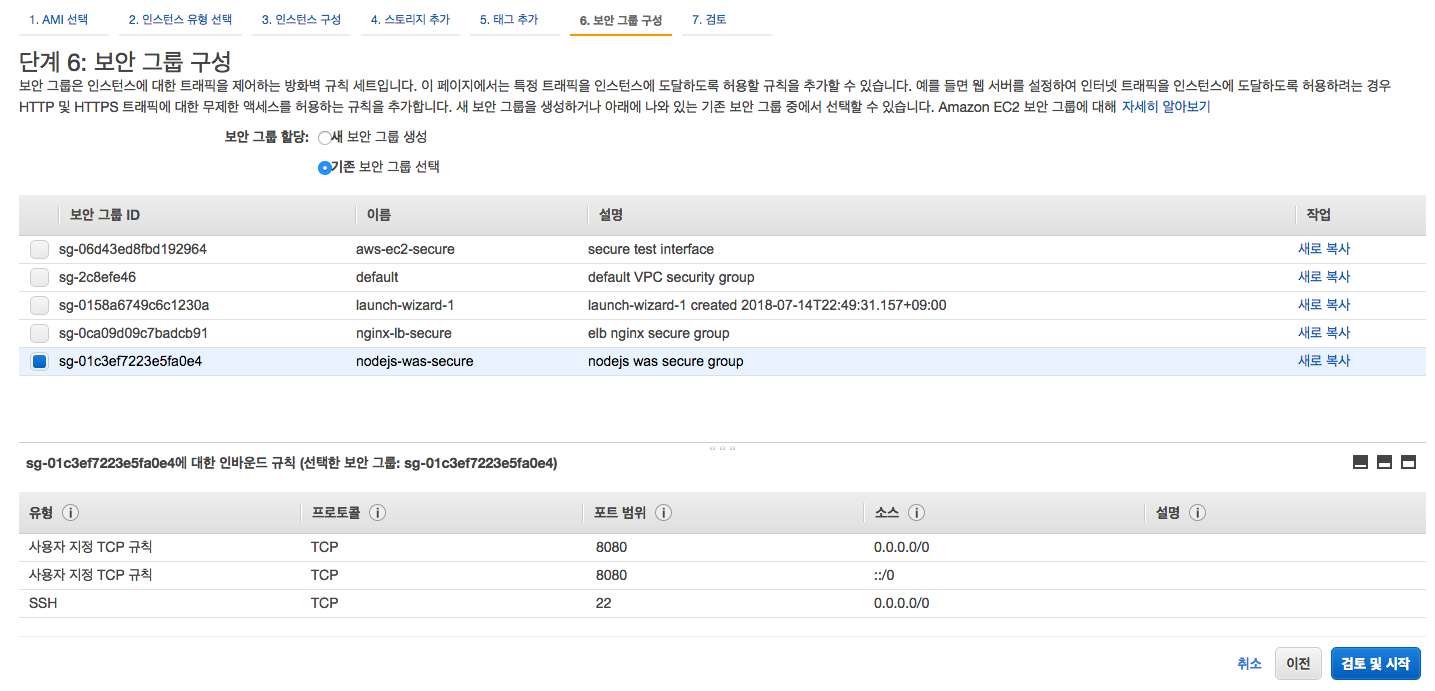 1. AMI 선택 2. 인스턴스 유형 선택 3. 인스턴스 구성 4. 스토리지 추가 5. 태그 추가 6. 보안 그룹 구성 7. 검토
단계 6: 보안 그룹 구성
보안 그룹은 인스턴스에 대한 트래픽을 제어하는 방화벽 규칙 세트입니다. 이 페이지에서는 특정 트래픽을 인스턴스에 도달하도록 허용할 규칙을 추가할 수 있습니다. 예를 들면 웹 서버를 설정하여 인터넷 트래픽을 인스턴스에 도달하도록 허용하려는 경우
HTTP 및 HTTPS 트래픽에 대한 무제한 액세스를 허용하는 규칙을 추가합니다. 새 보안 그룹을 생성하거나 아래에 나와 있는 기존 보안 그룹 중에서 선택할 수 있습니다. Amazon EC2 보안 그룹에 대해 자세히 알아보기
보안 그룹 할당: 새 보안 그룹 생성
기존 보안 그룹 선택
보안 그룹 ID 이름 설명 작업
sg-06d43ed8fbd192964 aws-ec2-secure secure test interface 새로 복사
sg-2c8efe46 default default VPC security group 새로 복사
sg-0158a6749c6c1230a launch-wizard-1 launch-wizard-1 created 2018-07-14T22:49:31.157+09:00 새로 복사
sg-0ca09d09c7badcb91 nginx-lb-secure elb nginx secure group 새로 복사
sg-01c3ef7223e5fa0e4 nodejs-was-secure nodejs was secure group 새로 복사
sg-01c3ef7223e5fa0e4에 대한 인바운드 규칙 (선택한 보안 그룹: sg-01c3ef7223e5fa0e4)
유형 i 프로토콜 i 포트 범위 i 소스 i 설명 i
사용자 지정 TCP 규칙 TCP 8080 0.0.0.0/0
사용자 지정 TCP 규칙 TCP 8080 ::/0
SSH TCP 22 0.0.0.0/0
취소 이전 검토 및 시작